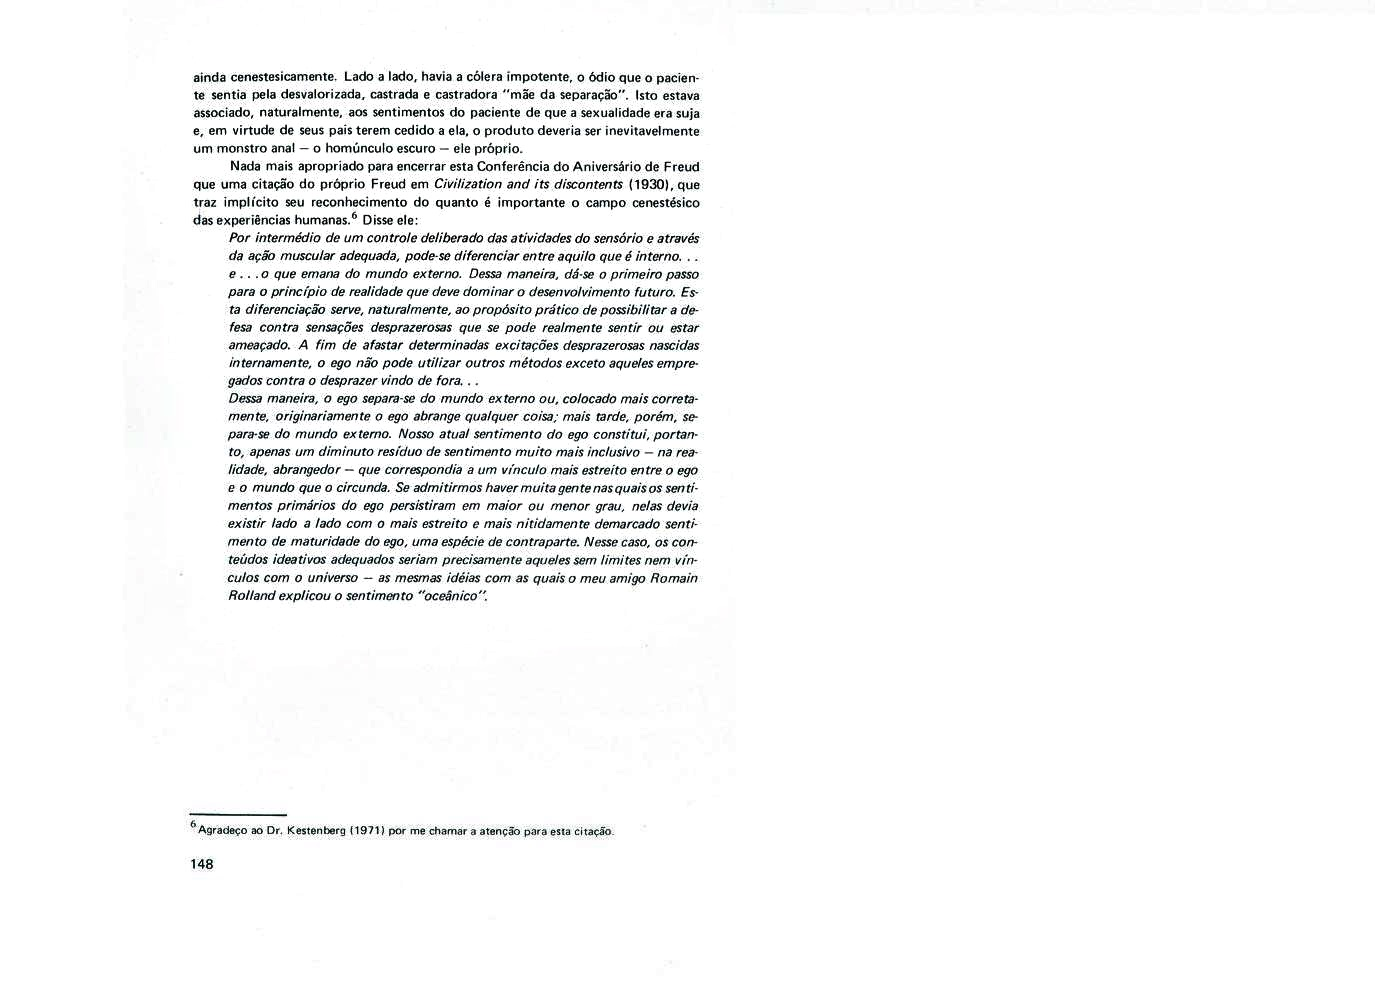 ainda cenestesicamente. Lado a lado, havia a cólera impotente, o ódio que o pacien-
te sentia pela desvalorizada, castrada e castradora "mãe da separação". Isto estava
associado, naturalmente, aos sentimentos do paciente de que a sexualidade era suja
e, em virtude de seus pais terem cedido a ela, o produto deveria ser inevitavelmente
um monstro anal — o homúnculo escuro — ele próprio.
Nada mais apropriado para encerrar esta Conferência do Aniversário de Freud
que uma citação do próprio Freud em Civilization and its discontents (1930), que
traz implícito seu reconhecimento do quanto é importante o campo cenestésico
das experiências humanas.⁶ Disse ele:
Por intermédio de um controle deliberado das atividades do sensório e através
da ação muscular adequada, pode-se diferenciar entre aquilo que é interno. . .
e . . . o que emana do mundo externo. Dessa maneira, dá-se o primeiro passo
para o princípio de realidade que deve dominar o desenvolvimento futuro. Es-
ta diferenciação serve, naturalmente, ao propósito prático de possibilitar a de-
fesa contra sensações desprazerosas que se pode realmente sentir ou estar
ameaçado. A fim de afastar determinadas excitações desprazerosas nascidas
internamente, o ego não pode utilizar outros métodos exceto aqueles empre-
gados contra o desprazer vindo de fora. . .
Dessa maneira, o ego separa-se do mundo externo ou, colocado mais correta-
mente, originariamente o ego abrange qualquer coisa; mais tarde, porém, se-
para-se do mundo externo. Nosso atual sentimento do ego constitui, portan-
to, apenas um diminuto resíduo de sentimento muito mais inclusivo — na rea-
lidade, abrangedor — que correspondia a um vínculo mais estreito entre o ego
e o mundo que o circunda. Se admitirmos haver muita gente nas quais os senti-
mentos primários do ego persistiram em maior ou menor grau, nelas devia
existir lado a lado com o mais estreito e mais nitidamente demarcado senti-
mento de maturidade do ego, uma espécie de contraparte. Nesse caso, os con-
teúdos ideativos adequados seriam precisamente aqueles sem limites nem vín-
culos com o universo — as mesmas idéias com as quais o meu amigo Romain
Rolland explicou o sentimento "oceânico".
⁶ Agradeço ao Dr. Kestenberg (1971) por me chamar a atenção para esta citação.
148